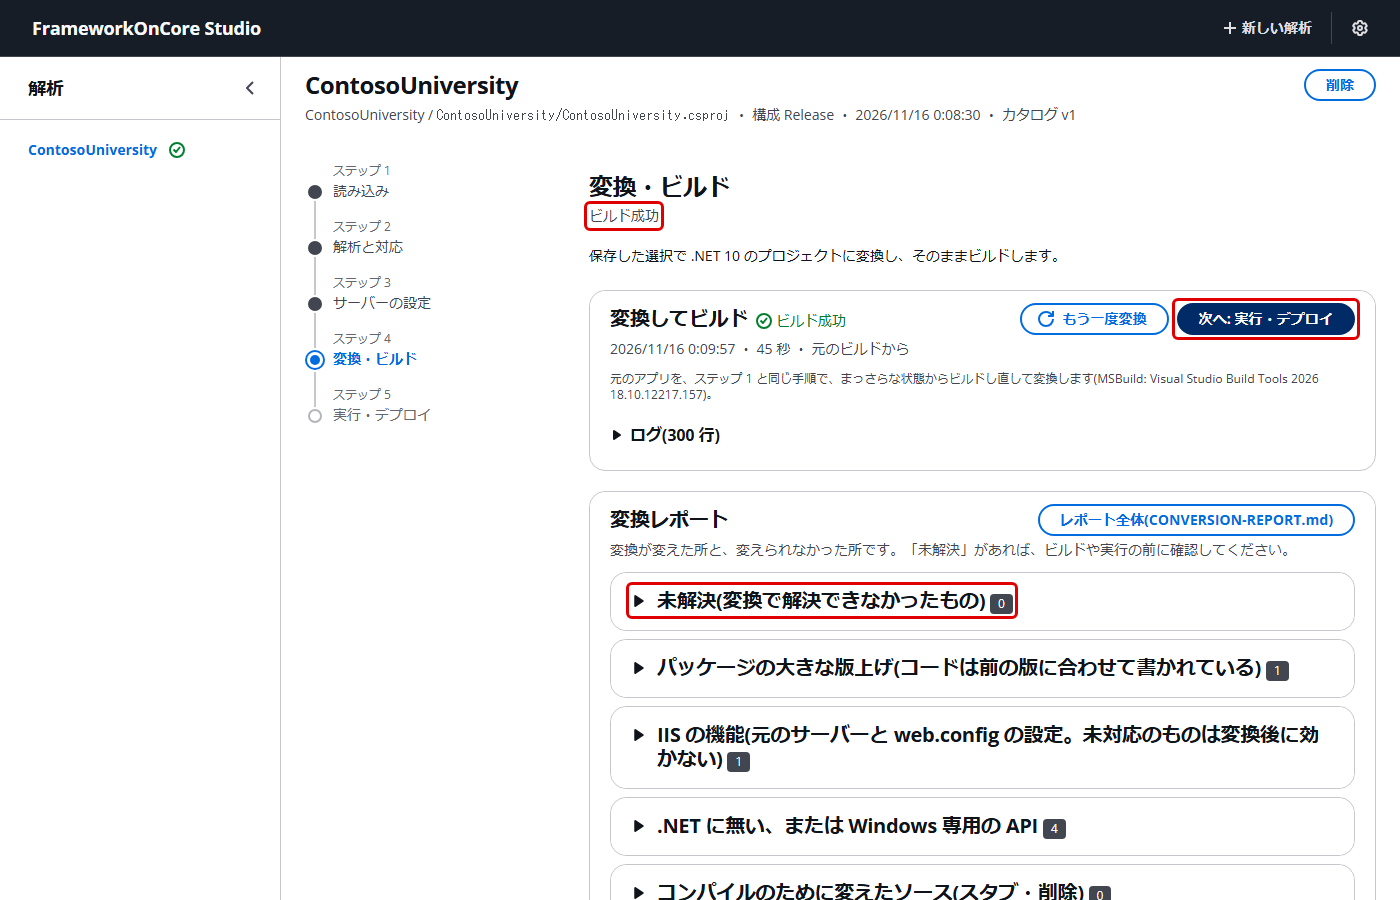 FrameworkOnCore Studio
新しい解析
解析
ContosoUniversity
ContosoUniversity
削除
ContosoUniversity / ContosoUniversity/ContosoUniversity.csproj ・ 構成 Release ・ 2026/11/16 0:08:30 ・ カタログ v1
ステップ 1
読み込み
ステップ 2
解析と対応
ステップ 3
サーバーの設定
ステップ 4
変換・ビルド
ステップ 5
実行・デプロイ
変換・ビルド
ビルド成功
保存した選択で .NET 10 のプロジェクトに変換し、そのままビルドします。
変換してビルド ビルド成功
もう一度変換
次へ: 実行・デプロイ
2026/11/16 0:09:57 ・ 45 秒 ・ 元のビルドから
元のアプリを、ステップ 1 と同じ手順で、まっさらな状態からビルドし直して変換します(MSBuild: Visual Studio Build Tools 2026
18.10.12217.157)。
ログ(300 行)
変換レポート
レポート全体(CONVERSION-REPORT.md)
変換が変えた所と、変えられなかった所です。「未解決」があれば、ビルドや実行の前に確認してください。
未解決(変換で解決できなかったもの) 0
パッケージの大きな版上げ(コードは前の版に合わせて書かれている) 1
IIS の機能(元のサーバーと web.config の設定。未対応のものは変換後に効
かない) 1
.NET に無い、または Windows 専用の API 4
コンパイルのために変えたソース(スタブ・削除) 0